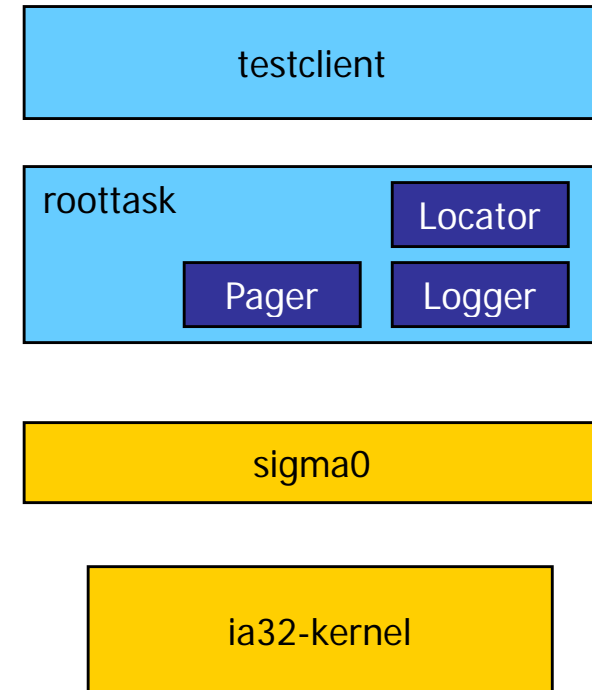 testclient
roottask
Locator
Pager
Logger
sigma0
ia32-kernel